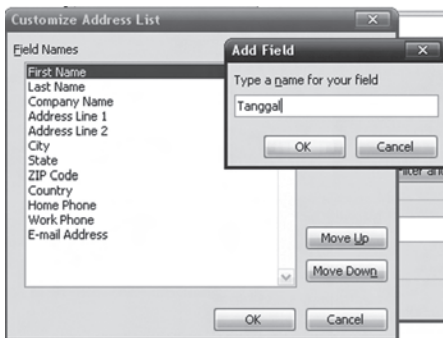 Customize Address List
Field Names
First Name
Last Name
Company Name
Address Line 1
Address Line 2
City
State
ZIP Code
Country
Home Phone
Work Phone
E-mail Address
Add Field
Type a name for your field
Tanggal
OK Cancel
Filter and
Move Up
Move Down
OK Cancel